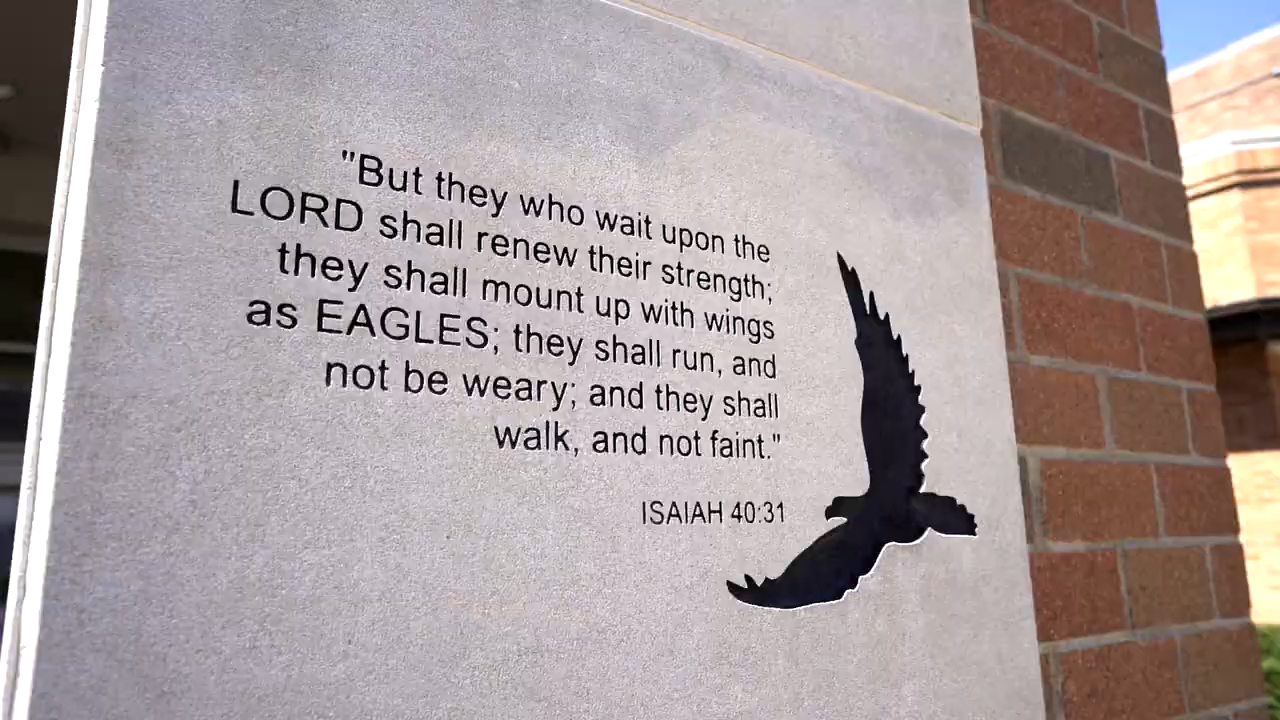 "But they who wait upon the
LORD shall renew their strength;
they shall mount up with wings
as EAGLES; they shall run, and
not be weary; and they shall
walk, and not faint."
ISAIAH 40:31